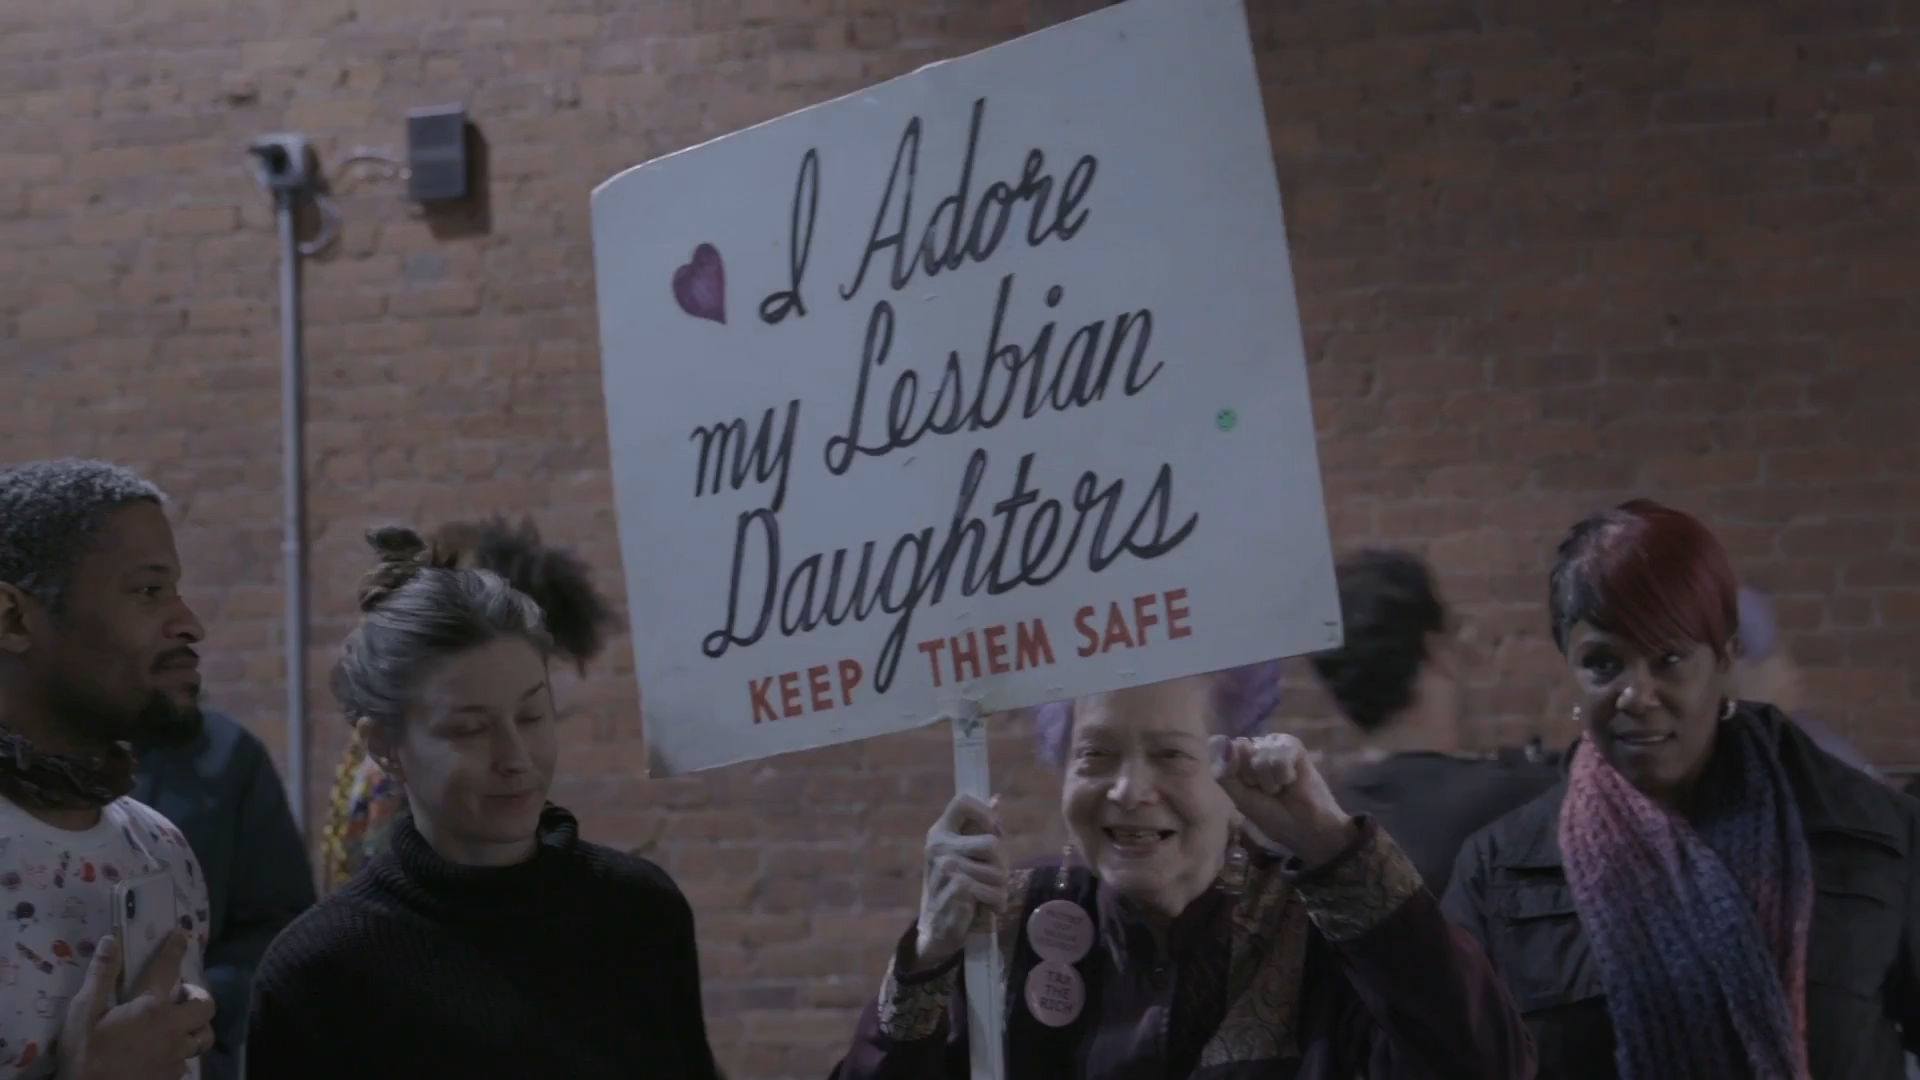 I Adore
my Lesbian
Daughters
KEEP THEM SAFE
TAX
THE
RICH